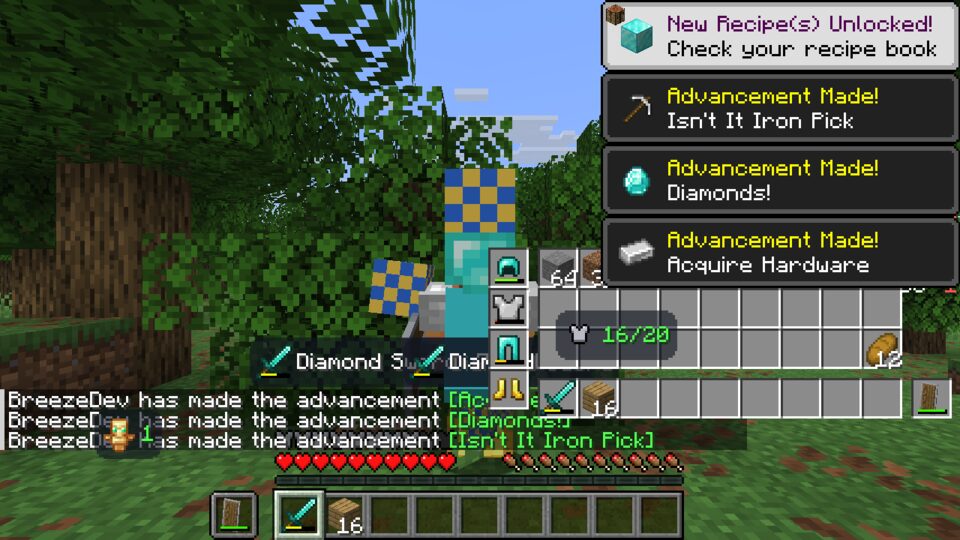 New Recipe(s) Unlocked!
Check your recipe book
Advancement Made!
Isn't It Iron Pick
Advancement Made!
Diamonds!
Advancement Made!
Acquire Hardware
64
16/20
12
Diamond
16
BreezeDev has made the advancement
BreezeDev has made the advancement [Diamonds!]
has made the advancement [Isn't It Iron Pick]
1
16